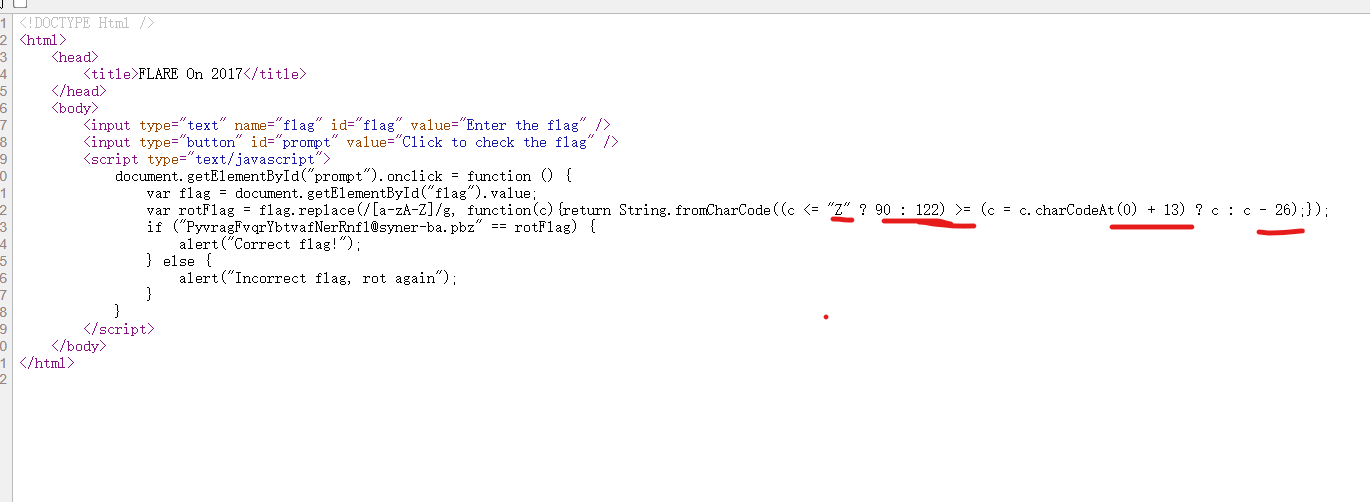 1 <!DOCTYPE Html />
2 <html>
3     <head>
4         <title>FLARE On 2017</title>
5     </head>
6     <body>
7         <input type="text" name="flag" id="flag" value="Enter the flag" />
8         <input type="button" id="prompt" value="Click to check the flag" />
9         <script type="text/javascript">
0             document.getElementById("prompt").onclick = function () {
1                 var flag = document.getElementById("flag").value;
2                 var rotFlag = flag.replace(/[a-zA-Z]/g, function(c){return String.fromCharCode((c <= "Z" ? 90 : 122) >= (c = c.charCodeAt(0) + 13) ? c : c - 26);});
3                 if ("PyvragFvqrYbtvafNerRnfl@syner-ba.pbz" == rotFlag) {
4                     alert("Correct flag!");
5                 } else {
6                     alert("Incorrect flag, rot again");
7                 }
8             }
9         </script>
0     </body>
1 </html>
2